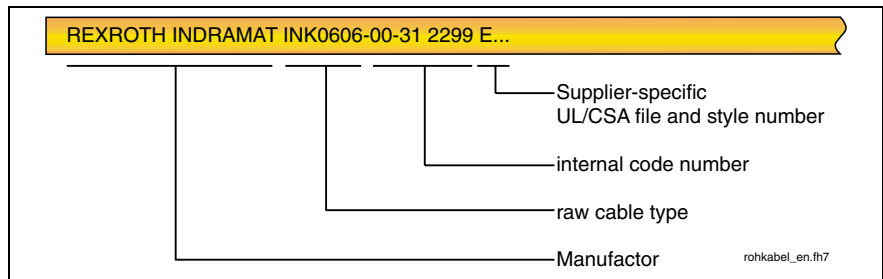 REXROTH INDRAMAT INK0606-00-31 2299 E...
Supplier-specific
UL/CSA file and style number
internal code number
raw cable type
Manufactor
rohkabel_en.fh7